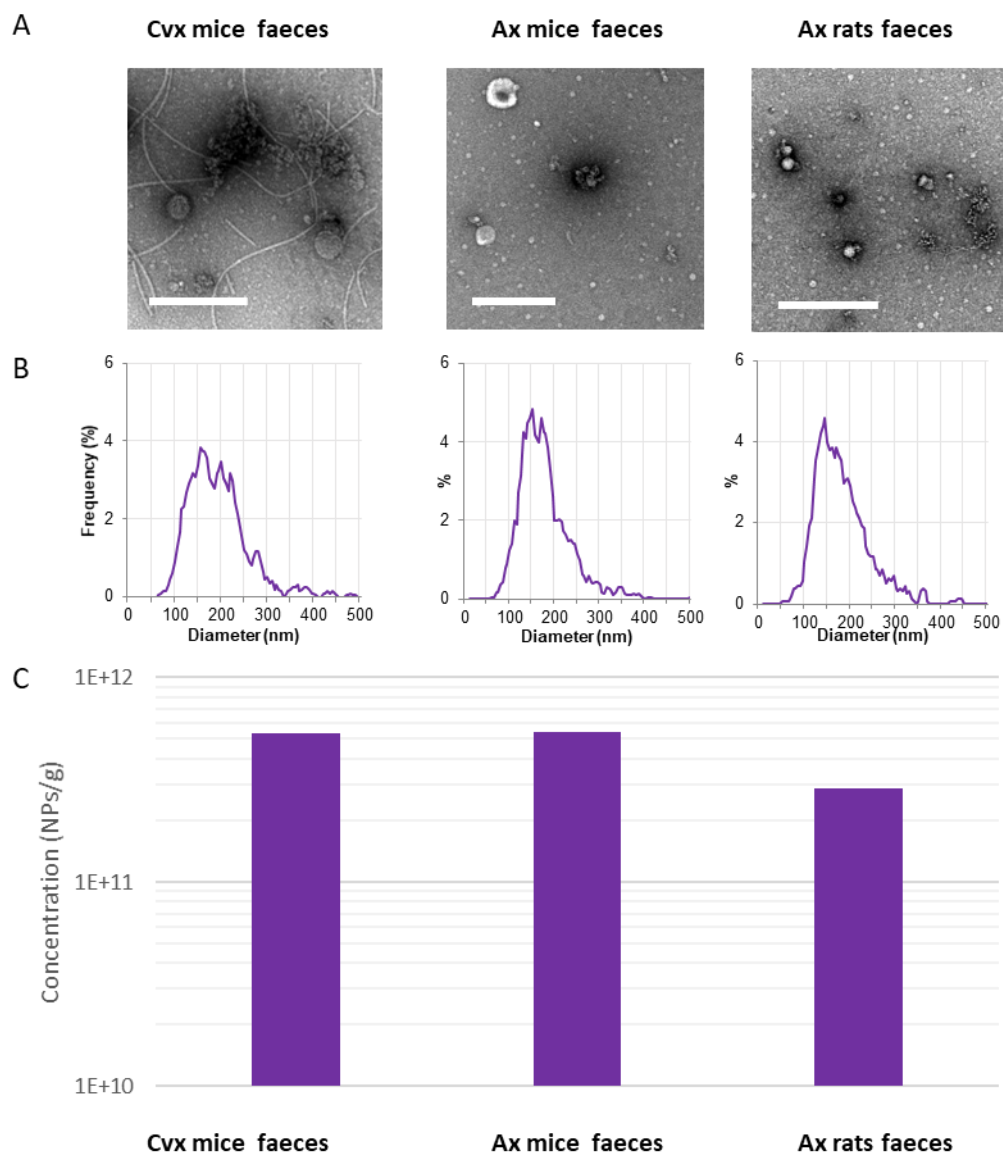 A
Cvx mice faeces
Ax mice faeces
Ax rats faeces
B
6
4
2
0
Frequency (%)
0 100 200 300 400 500
Diameter (nm)
6
4
2
0
%
0 100 200 300 400 500
Diameter (nm)
6
4
2
0
%
0 100 200 300 400 500
Diameter (nm)
C
1E+12
1E+11
1E+10
Concentration (NPs/g)
Cvx mice faeces
Ax mice faeces
Ax rats faeces